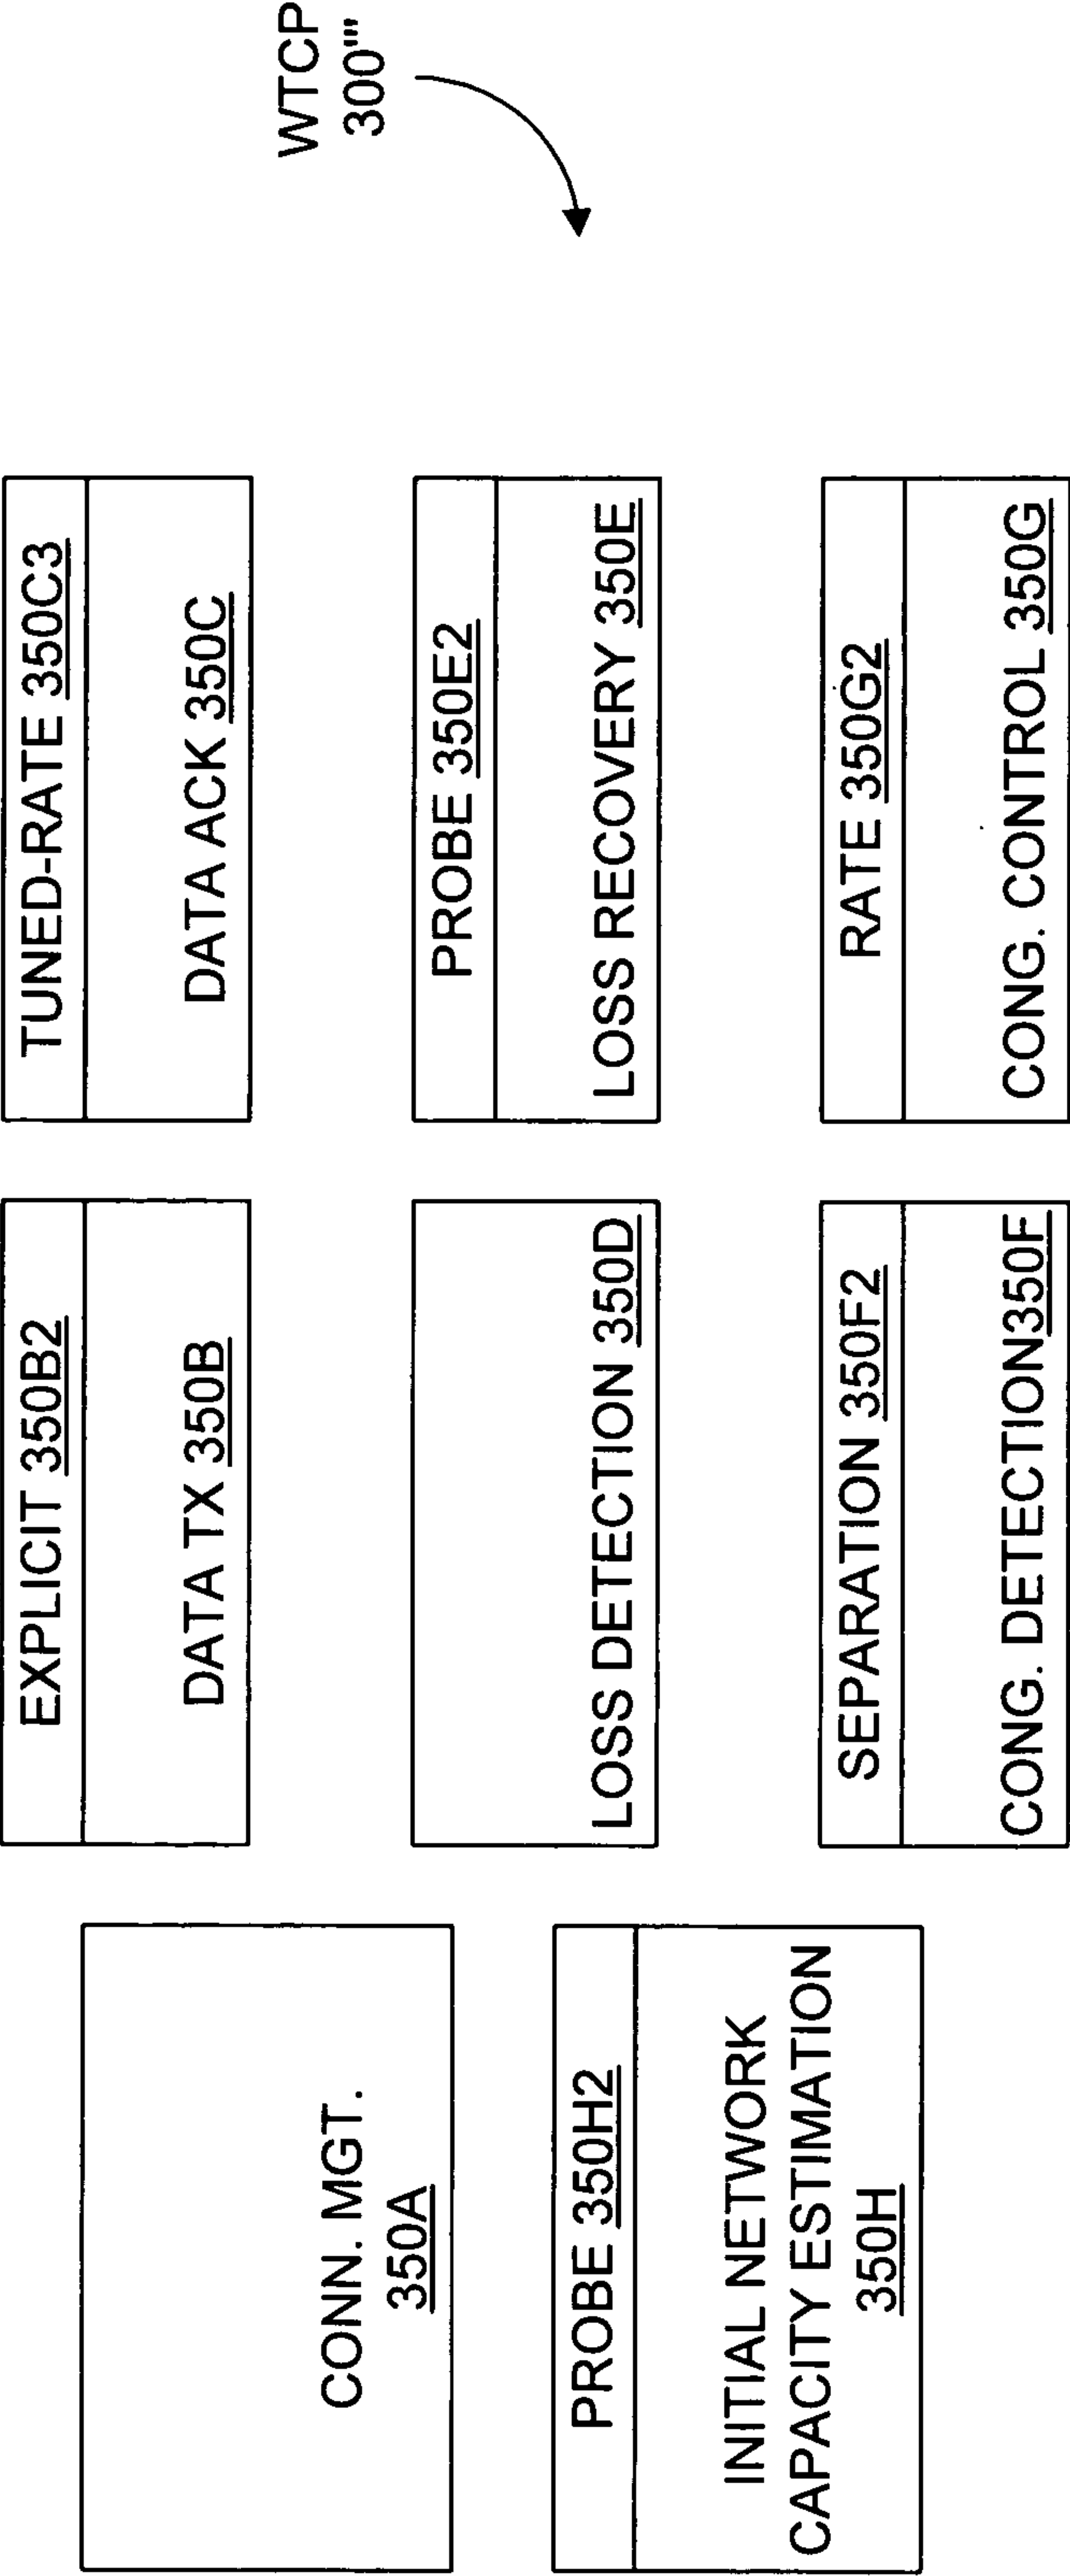 WTCP
300'''
CONN. MGT.
350A
PROBE 350H2
INITIAL NETWORK
CAPACITY ESTIMATION
350H
EXPLICIT 350B2
DATA TX 350B
LOSS DETECTION 350D
SEPARATION 350F2
CONG. DETECTION350F
TUNED-RATE 350C3
DATA ACK 350C
PROBE 350E2
LOSS RECOVERY 350E
RATE 350G2
CONG. CONTROL 350G